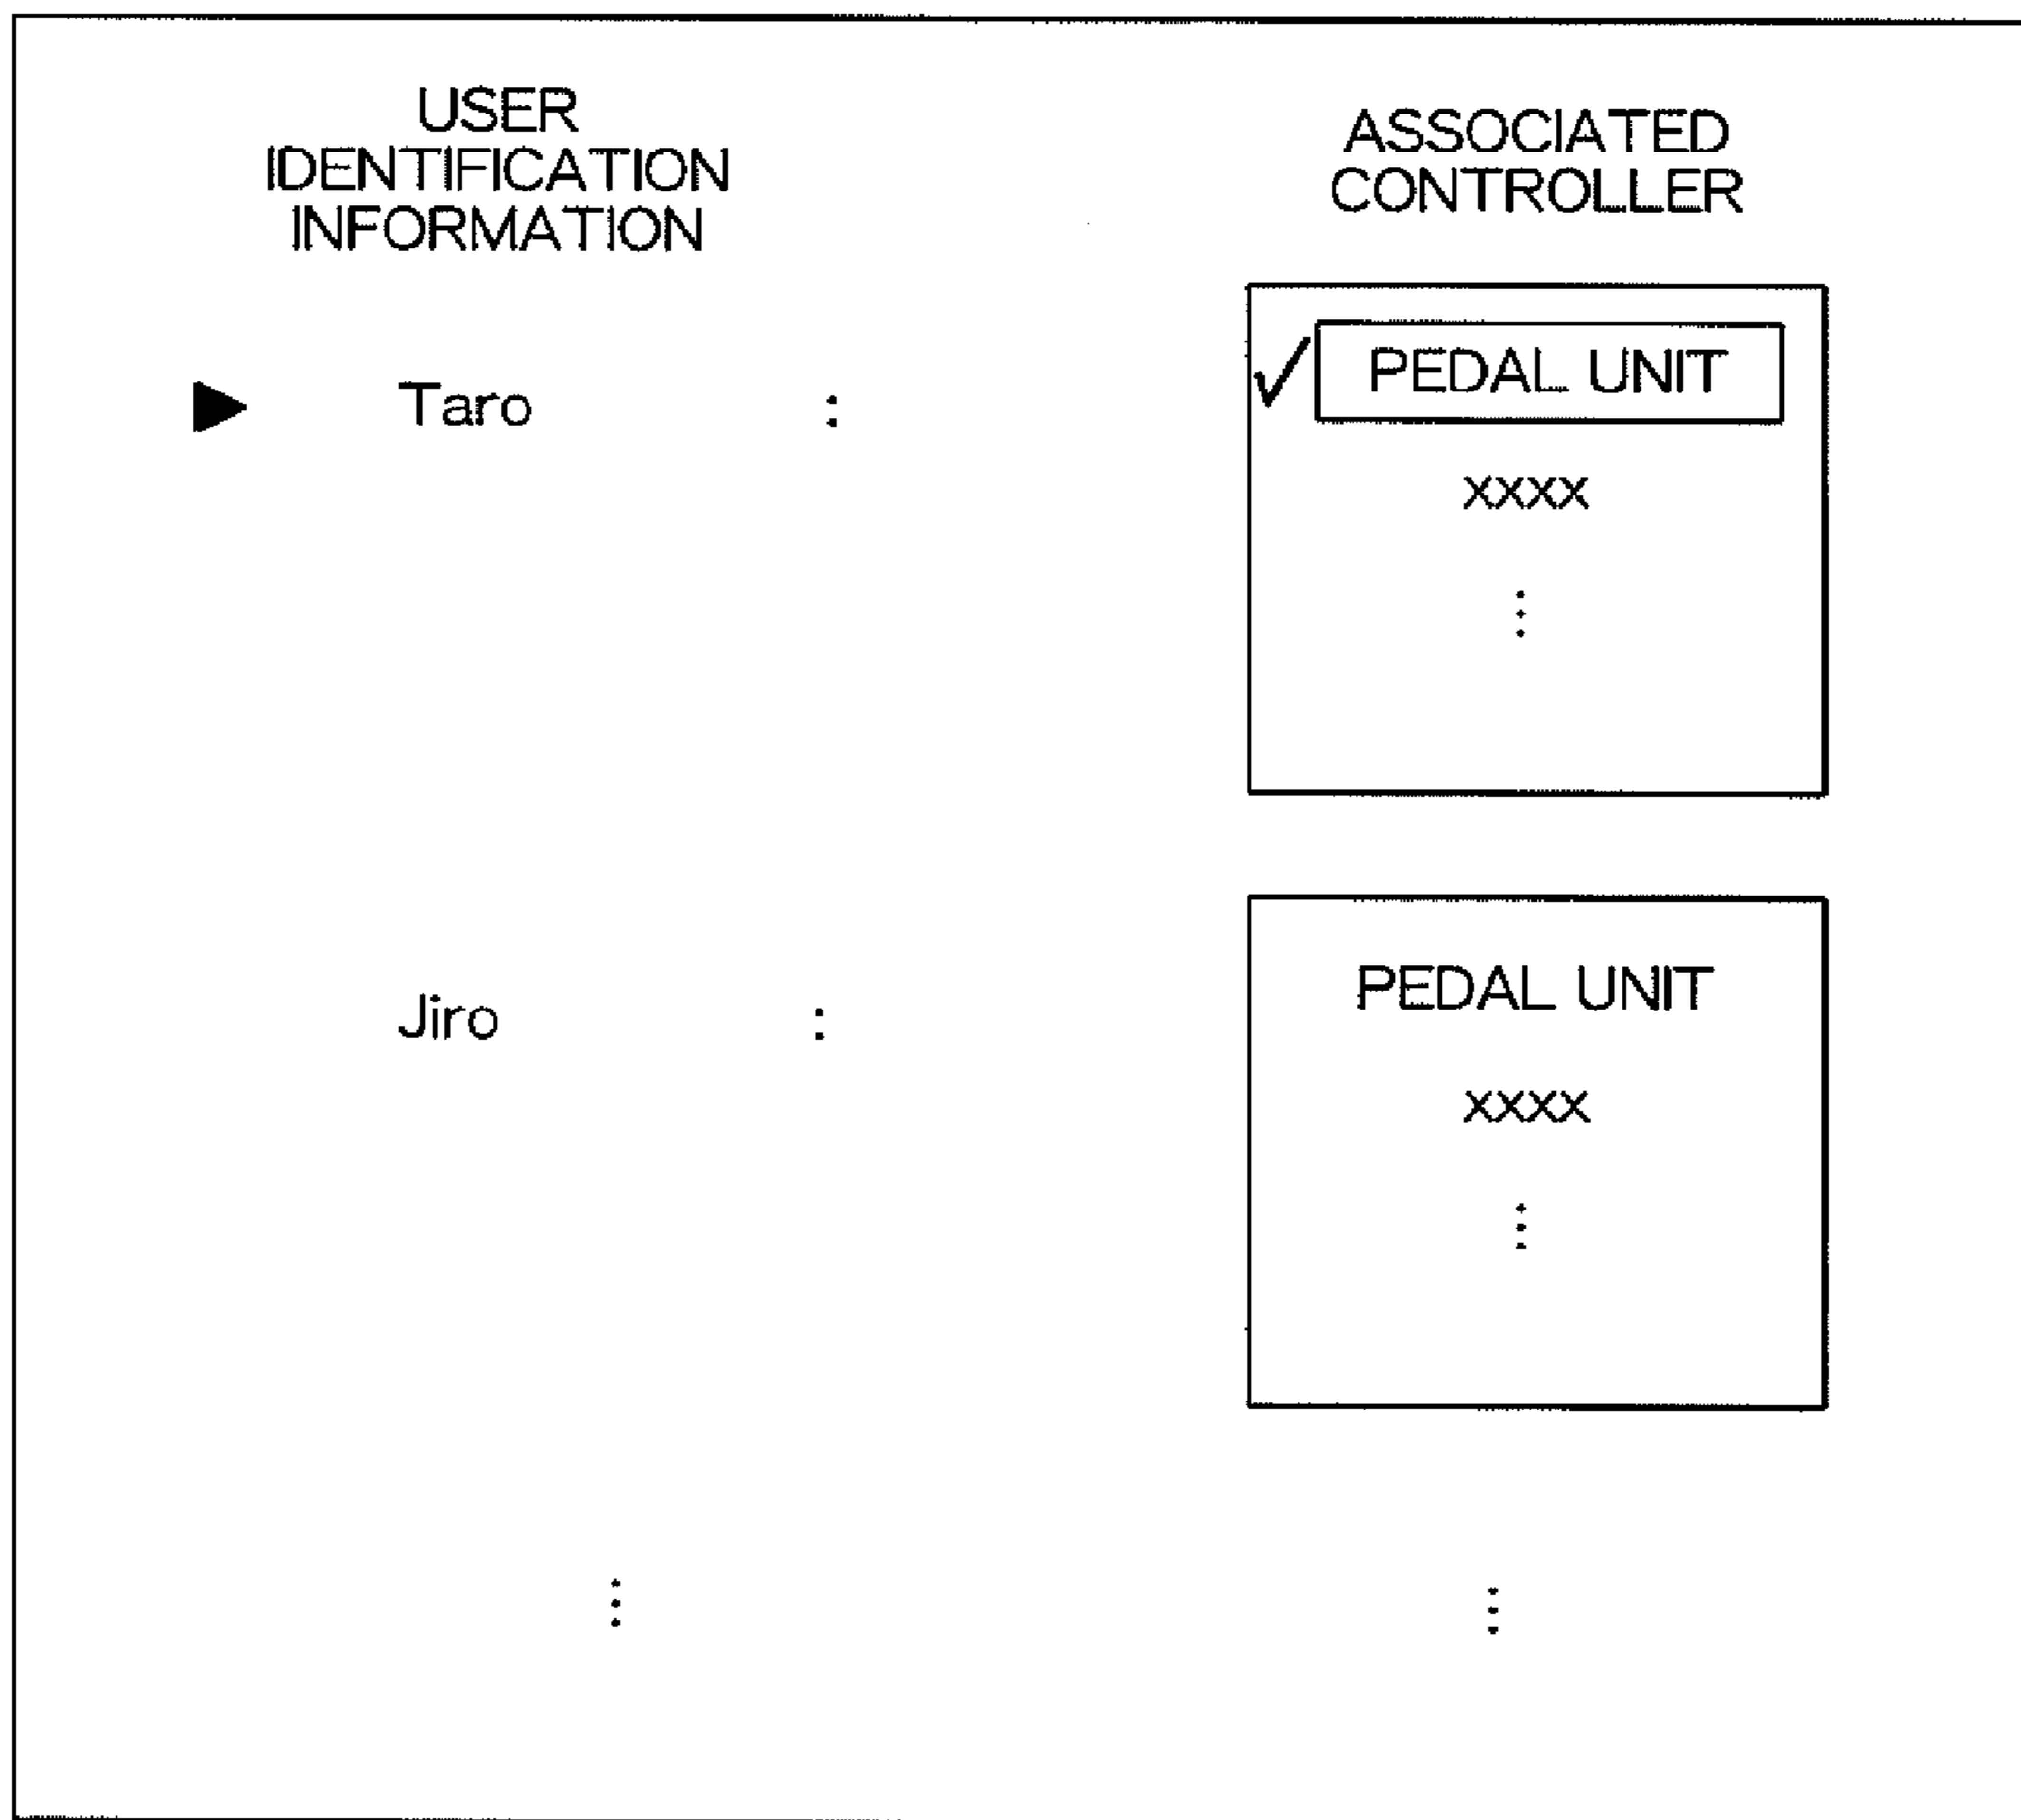 USER
IDENTIFICATION
INFORMATION
ASSOCIATED
CONTROLLER
Taro :
✓ PEDAL UNIT
xxxx
⋮
Jiro :
PEDAL UNIT
xxxx
⋮
⋮ ⋮